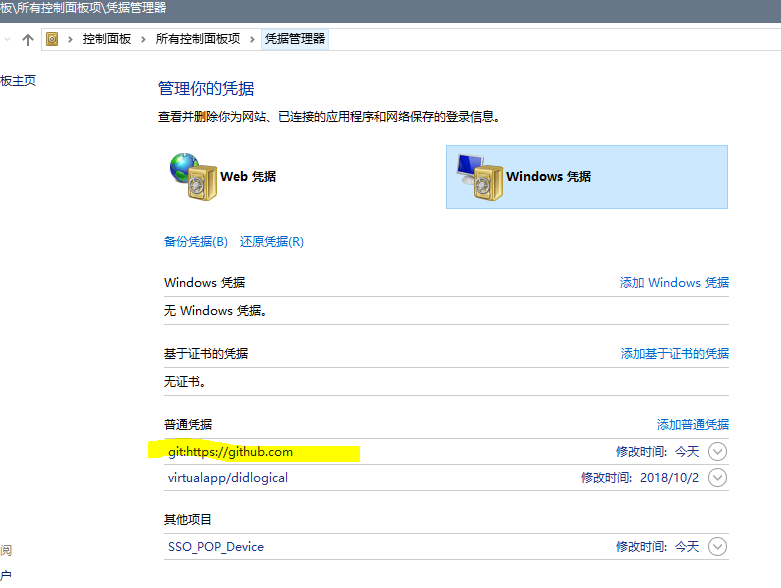 板\所有控制面板项\凭据管理器
控制面板 › 所有控制面板项 › 凭据管理器
板主页
管理你的凭据
查看并删除你为网站、已连接的应用程序和网络保存的登录信息。
Web 凭据
Windows 凭据
备份凭据(B) 还原凭据(R)
Windows 凭据 添加 Windows 凭据
无 Windows 凭据。
基于证书的凭据 添加基于证书的凭据
无证书。
普通凭据 添加普通凭据
git:https://github.com 修改时间: 今天
virtualapp/didlogical 修改时间: 2018/10/2
其他项目
SSO_POP_Device 修改时间: 今天
阅
户